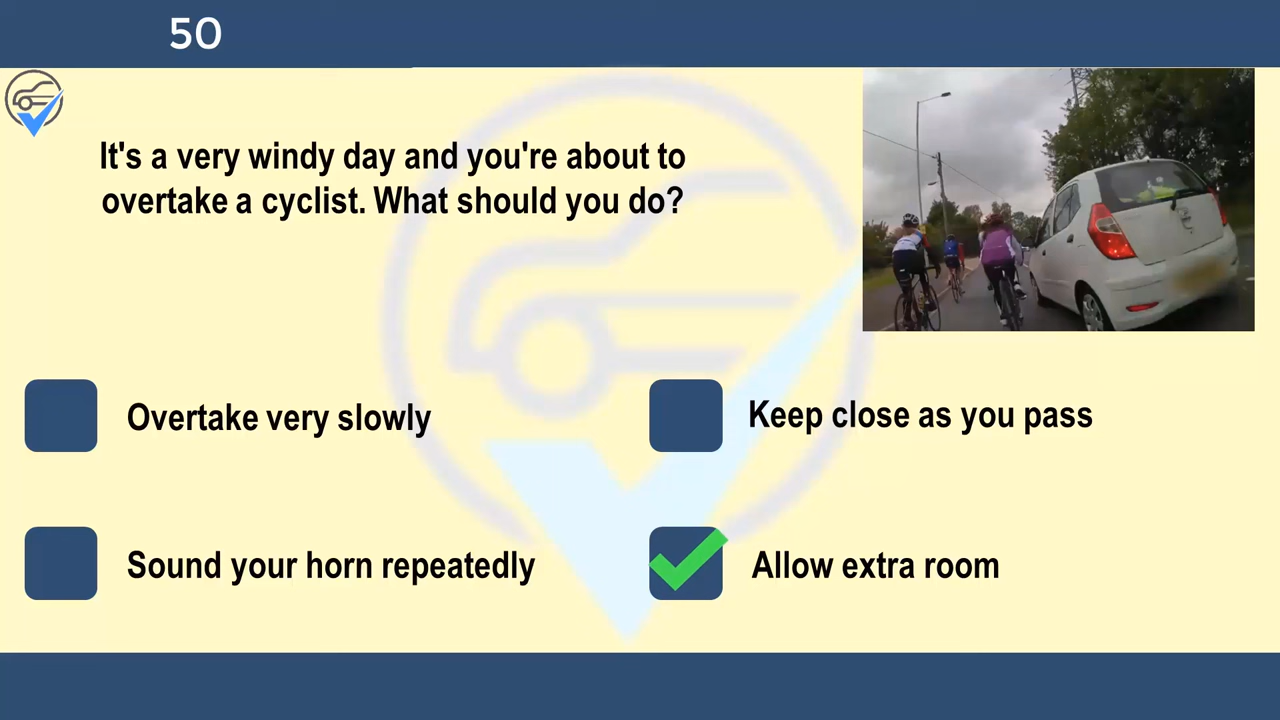 50
It's a very windy day and you're about to
overtake a cyclist. What should you do?
Overtake very slowly
Keep close as you pass
Sound your horn repeatedly
Allow extra room